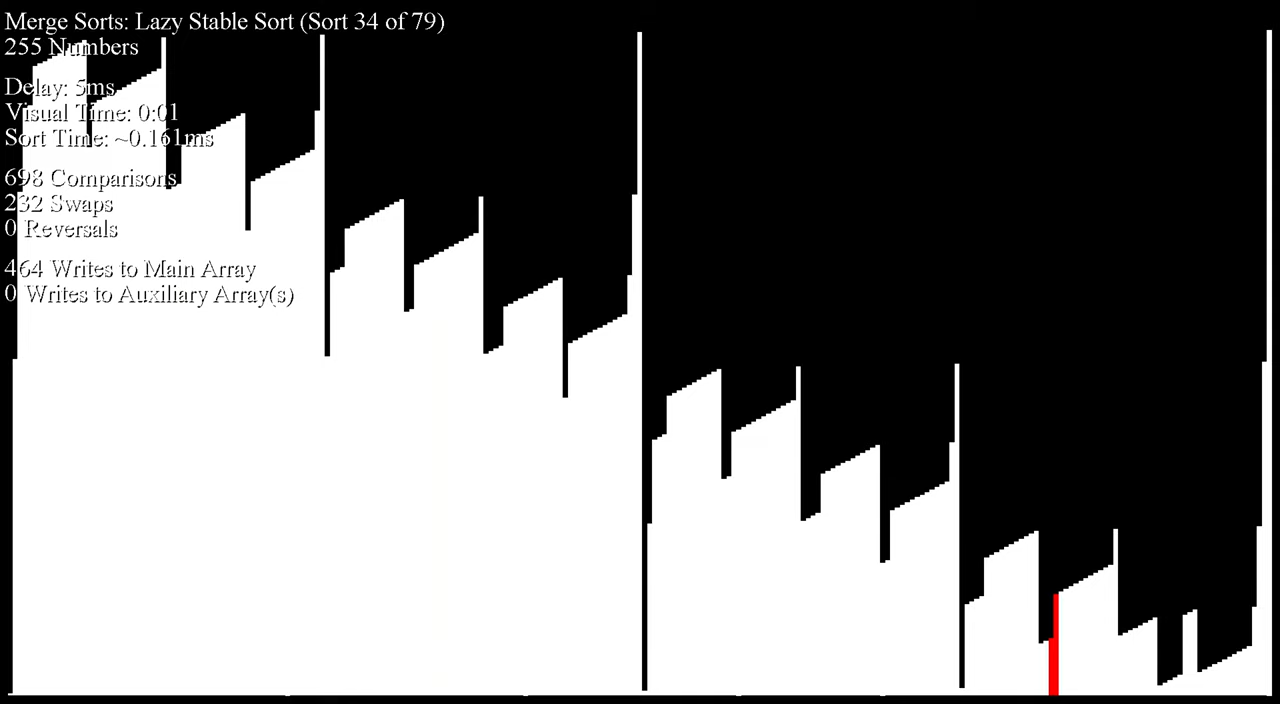 Merge Sorts: Lazy Stable Sort (Sort 34 of 79)
255 Numbers
Delay: 5ms
Visual Time: 0:01
Sort Time: ~0.161ms
698 Comparisons
232 Swaps
0 Reversals
464 Writes to Main Array
0 Writes to Auxiliary Array(s)